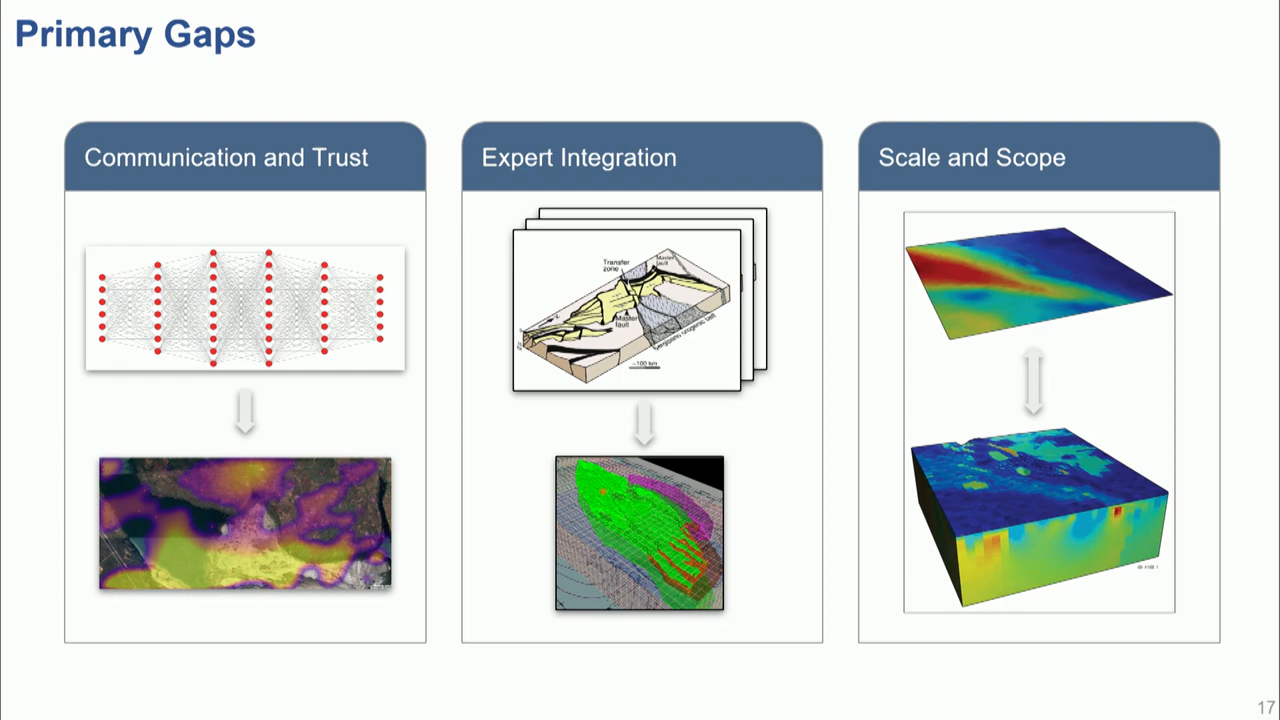 Primary Gaps
Communication and Trust
Expert Integration
Scale and Scope
Transfer
zone
Master
fault
Master
fault
~100 km
17